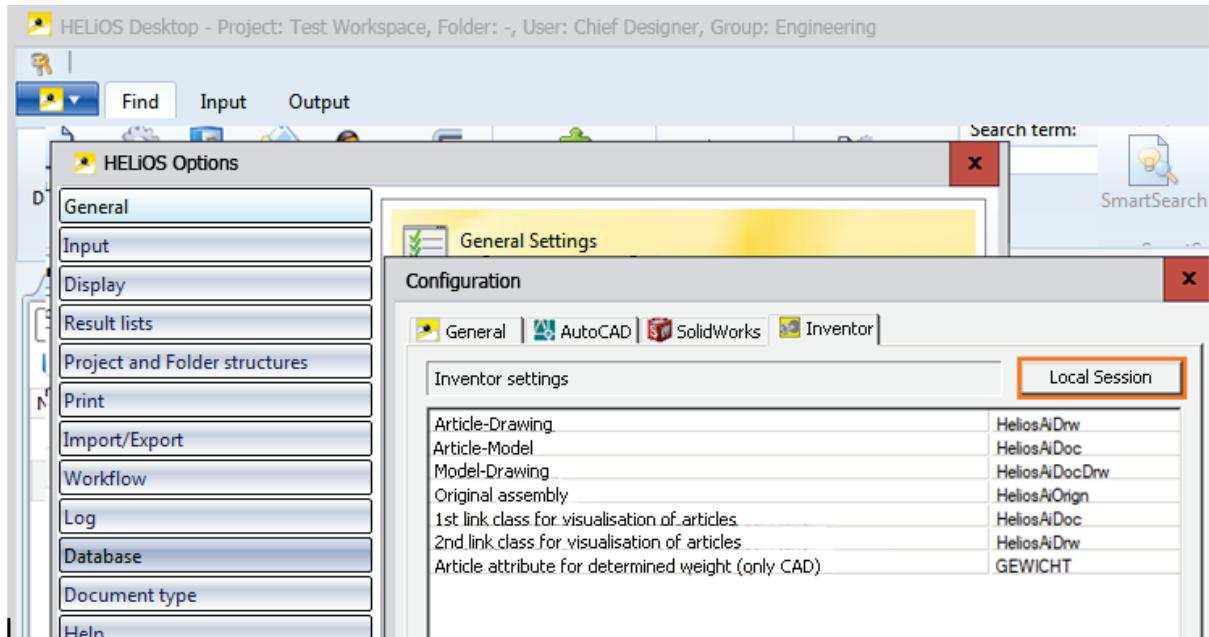 HELiOS Desktop - Project: Test Workspace, Folder: -, User: Chief Designer, Group: Engineering
Find Input Output
Search term:
SmartSearch
HELiOS Options
x
General
Input
Display
Result lists
Project and Folder structures
Print
Import/Export
Workflow
Log
Database
Document type
Help
General Settings
Configuration
x
General AutoCAD SolidWorks Inventor
Inventor settings Local Session
Article-Drawing HeliosAiDrw
Article-Model HeliosAiDoc
Model-Drawing HeliosAiDocDrw
Original assembly HeliosAiOrign
1st link class for visualisation of articles HeliosAiDoc
2nd link class for visualisation of articles HeliosAiDrw
Article attribute for determined weight (only CAD) GEWICHT